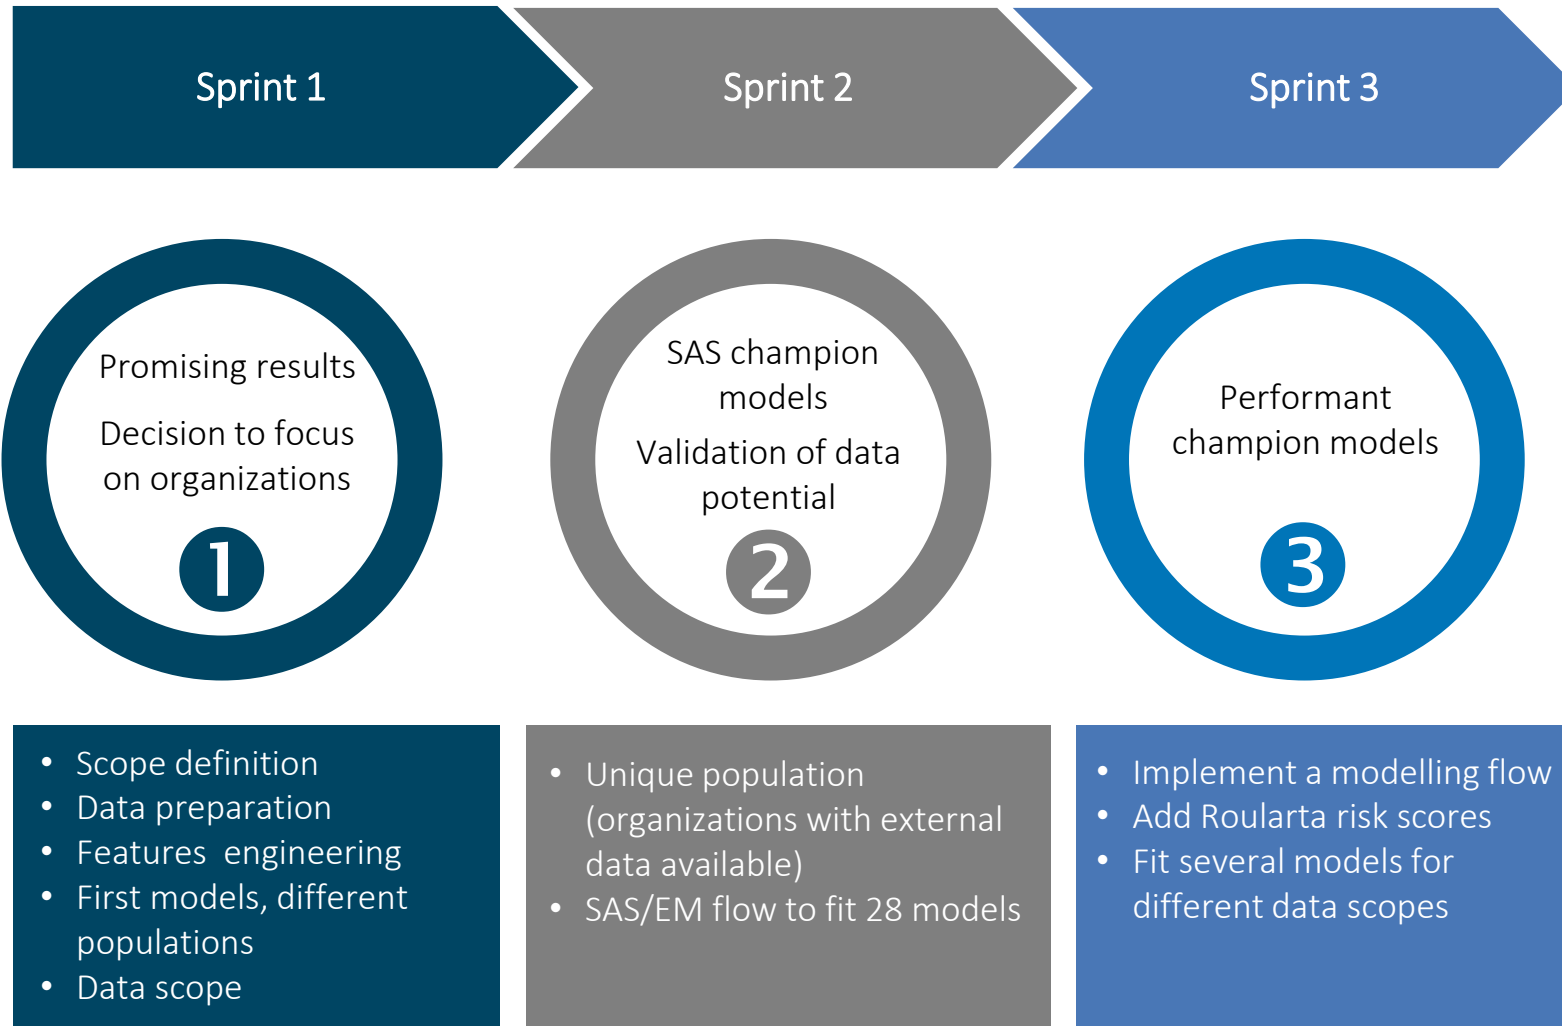 Sprint 1
Sprint 2
Sprint 3
Promising results
Decision to focus
on organizations
1
SAS champion
models
Validation of data
potential
2
Performant
champion models
3
• Scope definition
• Data preparation
• Features  engineering
• First models, different
populations
• Data scope
• Unique population
(organizations with external
data available)
• SAS/EM flow to fit 28 models
• Implement a modelling flow
• Add Roularta risk scores
• Fit several models for
different data scopes